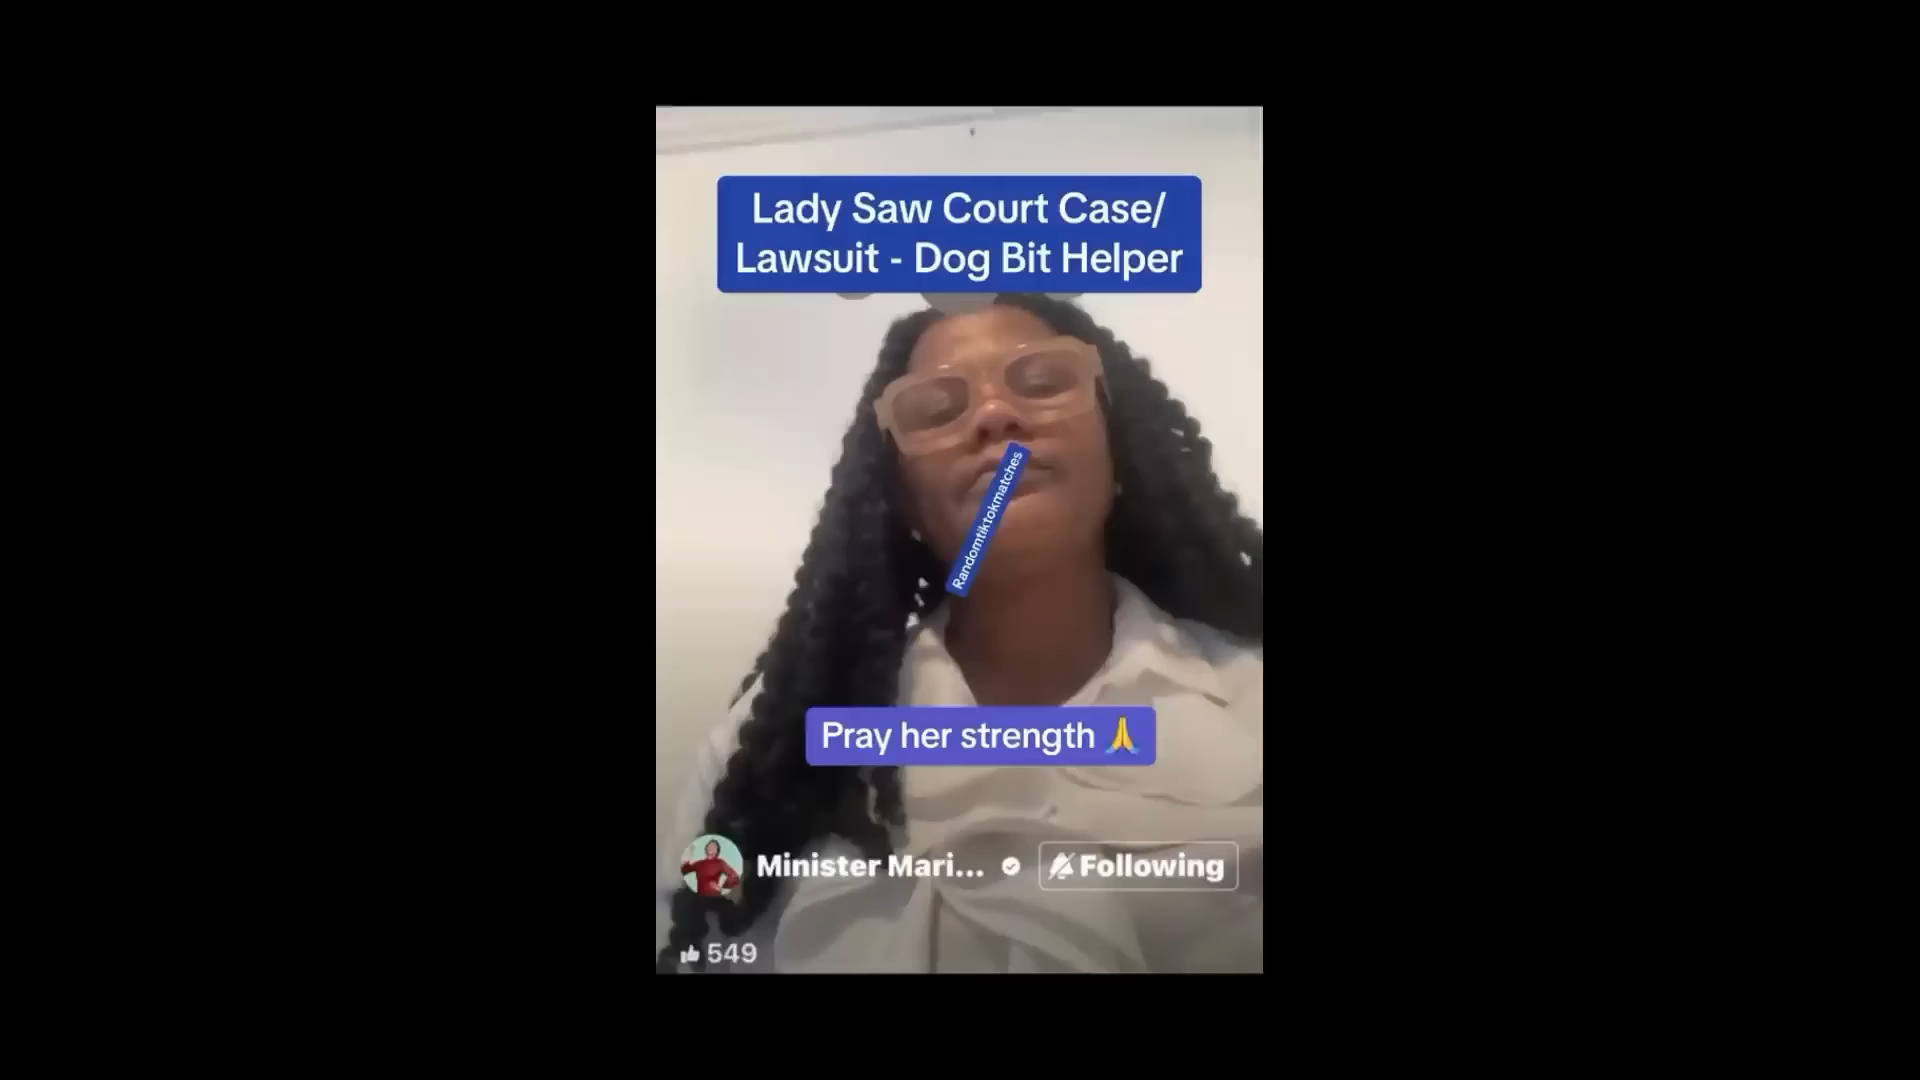 Lady Saw Court Case/
Lawsuit - Dog Bit Helper
Randomtiktokmatches
Pray her strength 🙏
Minister Mari...
Following
549